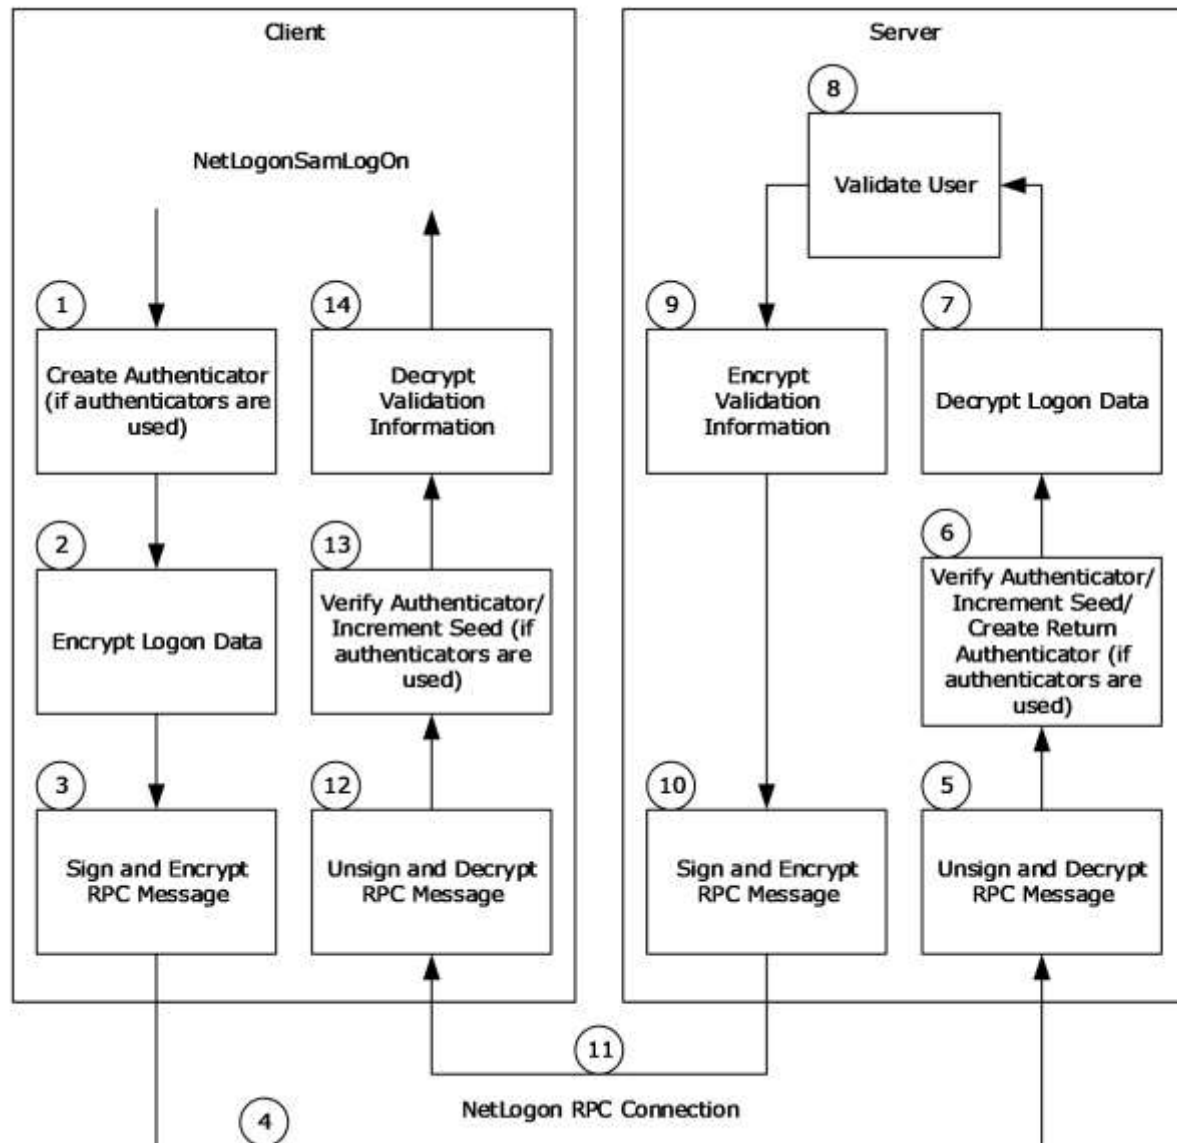 Client
NetLogonSamLogOn
1
Create Authenticator
(if authenticators are
used)
2
Encrypt Logon Data
3
Sign and Encrypt
RPC Message
4
14
Decrypt
Validation
Information
13
Verify Authenticator/
Increment Seed (if
authenticators are
used)
12
Unsign and Decrypt
RPC Message
Server
8
Validate User
9
Encrypt
Validation
Information
10
Sign and Encrypt
RPC Message
7
Decrypt Logon Data
6
Verify Authenticator/
Increment Seed/
Create Return
Authenticator (if
authenticators are
used)
5
Unsign and Decrypt
RPC Message
11
NetLogon RPC Connection